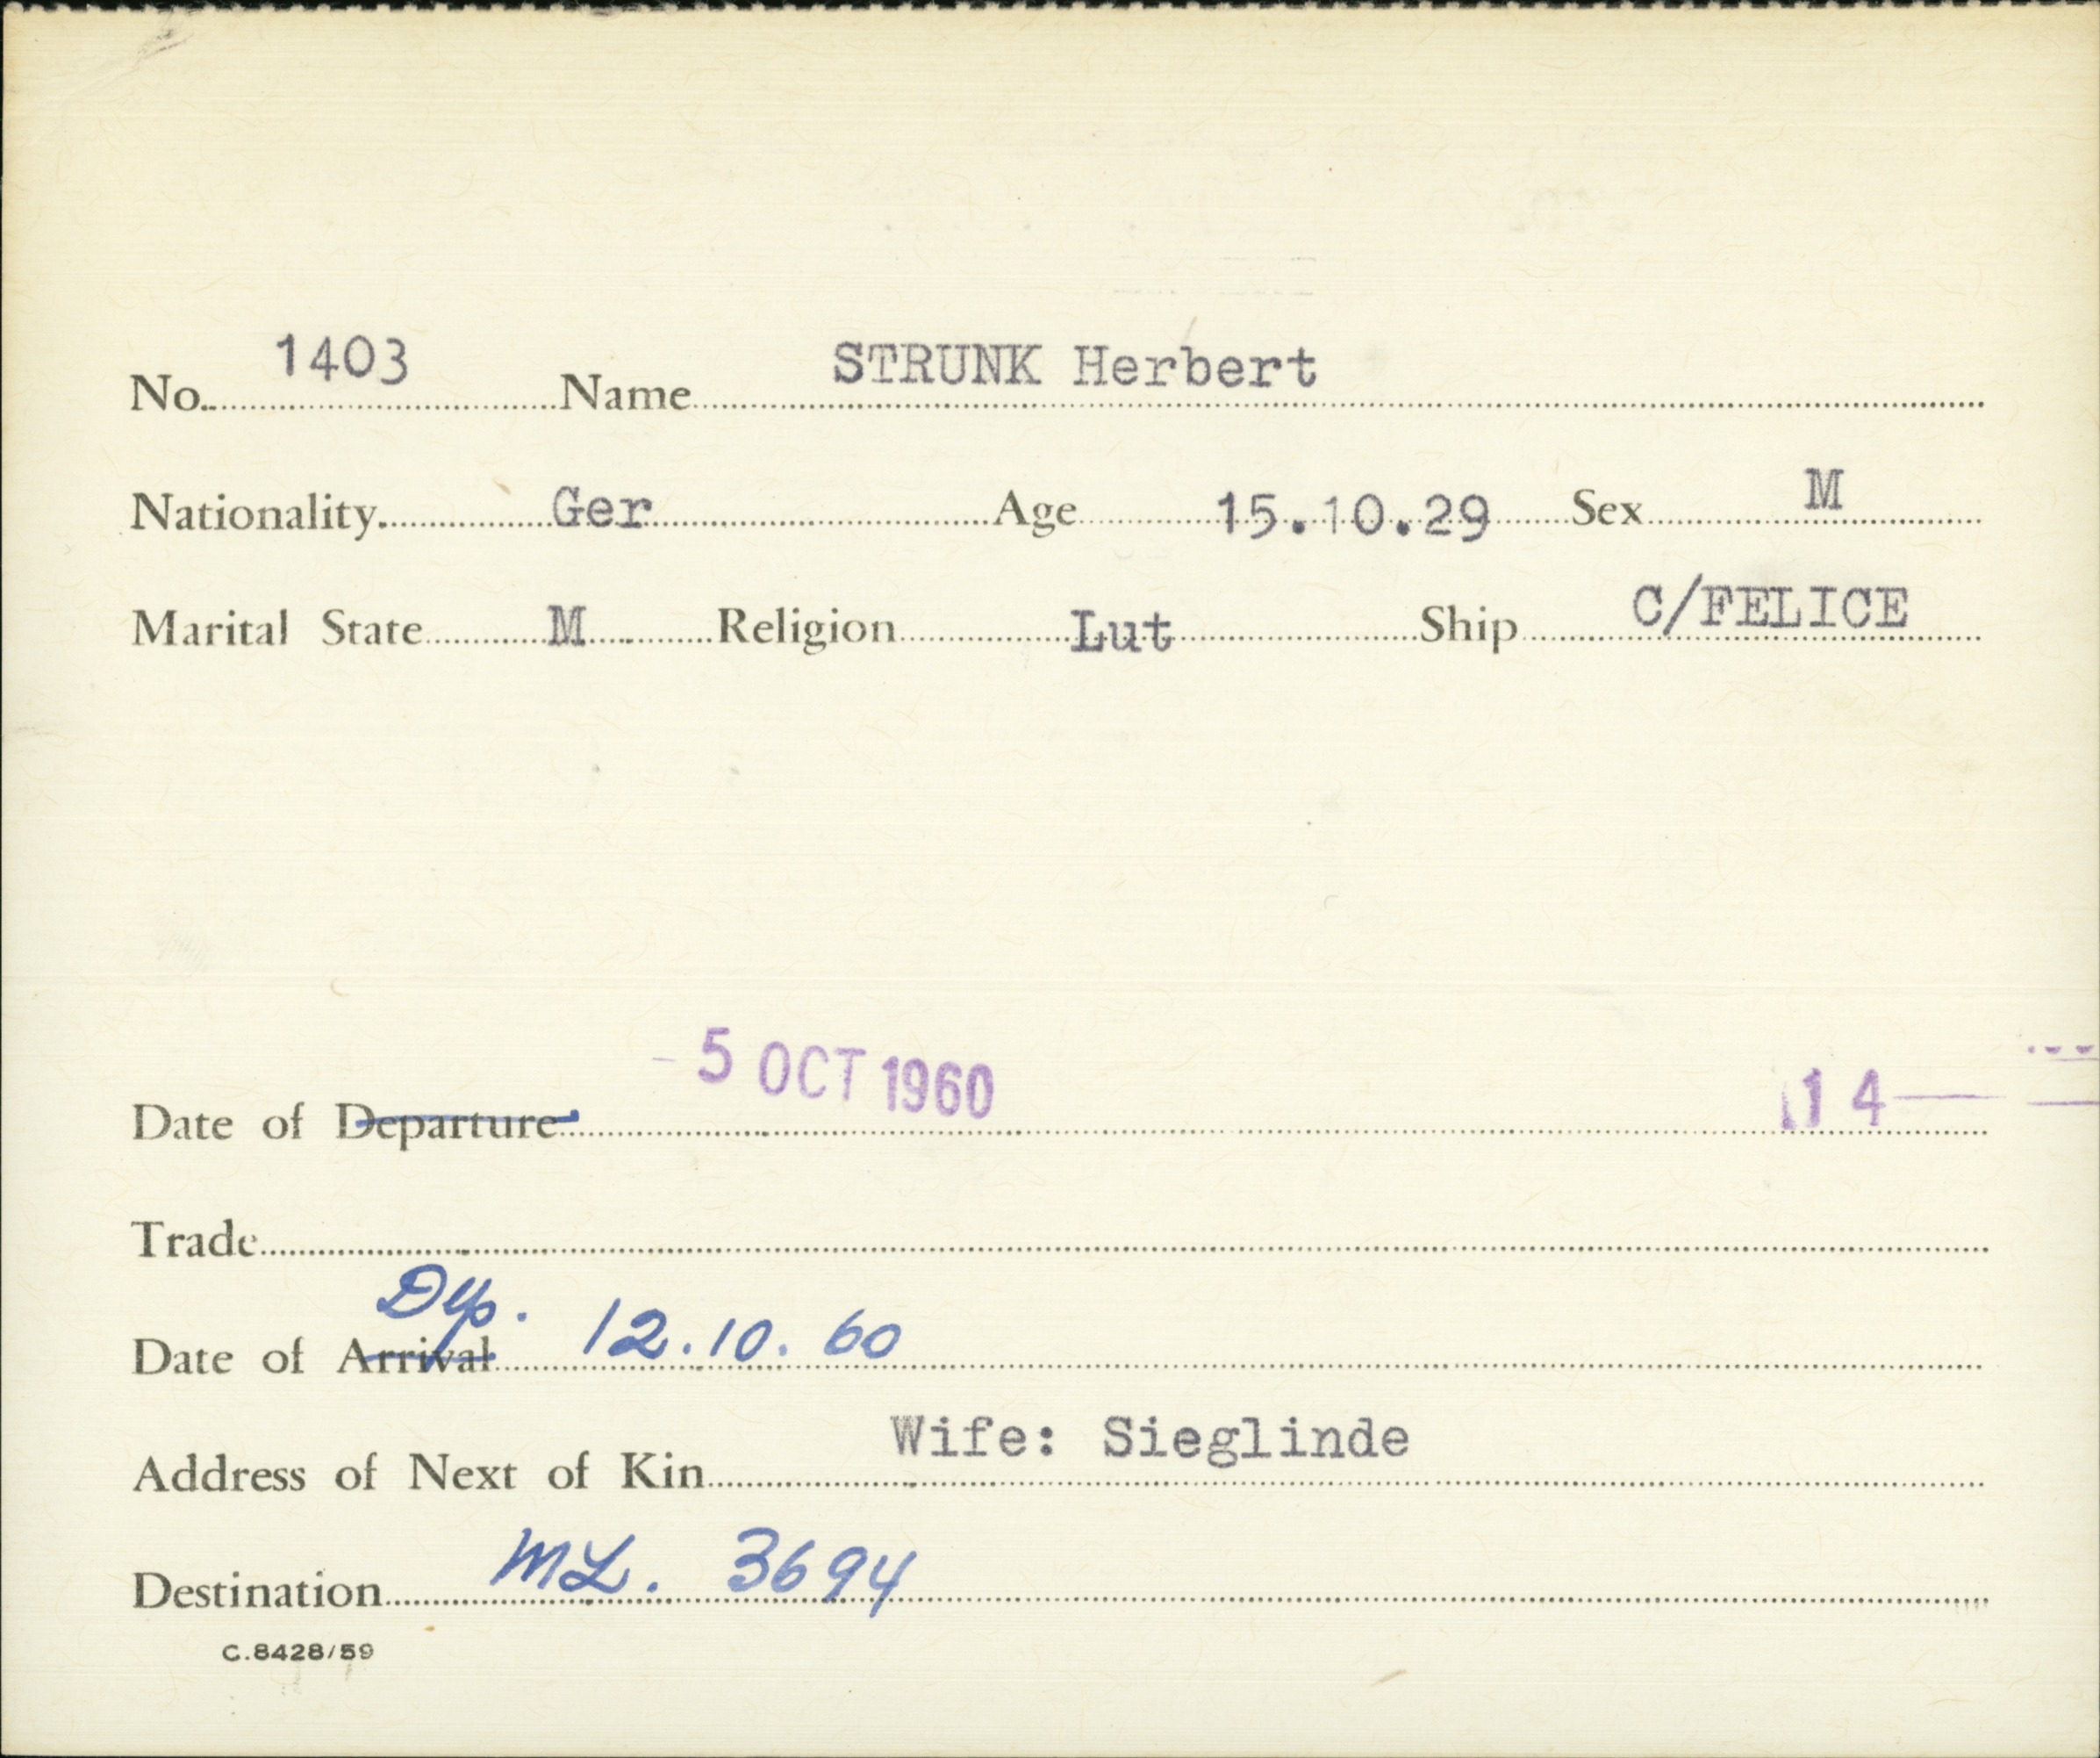 No. 1403 Name STRUNK Herbert
Nationality Ger Age 15.10.29 Sex M
Marital State M Religion Lut Ship C/FELICE
Date of Departure - 5 OCT 1960 14
Trade
Dep.
Date of Arrival 12.10.60
Address of Next of Kin Wife: Sieglinde
Destination ML. 3694
C.8428/59